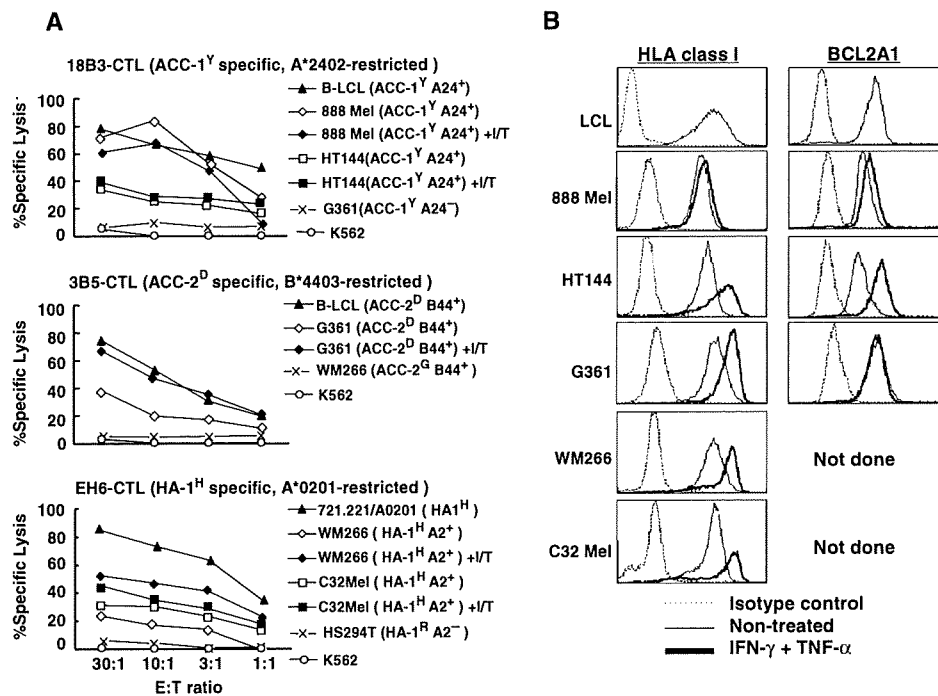 A
18B3-CTL (ACC-1Y specific, A*2402-restricted )
%Specific Lysis
100
80
60
40
20
0
B-LCL (ACC-1Y A24+)
888 Mel (ACC-1Y A24+)
888 Mel (ACC-1Y A24+) +I/T
HT144(ACC-1Y A24+)
HT144(ACC-1Y A24+) +I/T
G361(ACC-1Y A24−)
K562
3B5-CTL (ACC-2D specific, B*4403-restricted )
%Specific Lysis
100
80
60
40
20
0
B-LCL (ACC-2D B44+)
G361 (ACC-2D B44+)
G361 (ACC-2D B44+) +I/T
WM266 (ACC-2G B44+)
K562
EH6-CTL (HA-1H specific, A*0201-restricted )
%Specific Lysis
100
80
60
40
20
0
721.221/A0201 ( HA1H)
WM266 ( HA-1H A2+)
WM266 ( HA-1H A2+) +I/T
C32Mel ( HA-1H A2+)
C32Mel ( HA-1H A2+) +I/T
HS294T (HA-1R A2−)
K562
30:1 10:1 3:1 1:1
E:T ratio
B
HLA class I BCL2A1
LCL
888 Mel
HT144
G361
WM266 Not done
C32 Mel Not done
Isotype control
Non-treated
IFN-γ + TNF-α